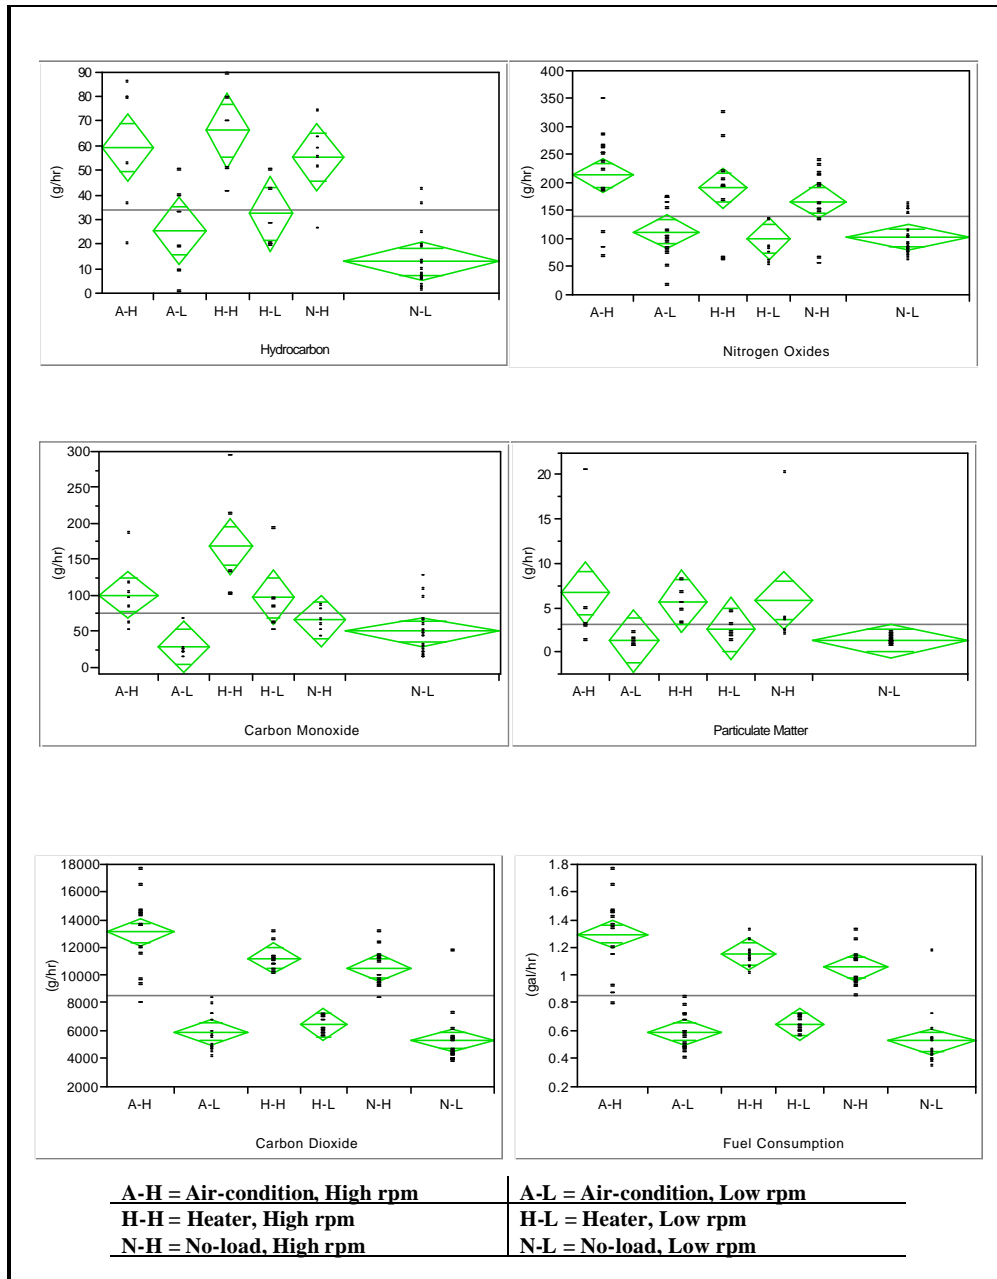 90
80
70
60
50
40
30
20
10
0
(g/hr)
A-H A-L H-H H-L N-H N-L
Hydrocarbon
400
350
300
250
200
150
100
50
0
(g/hr)
A-H A-L H-H H-L N-H N-L
Nitrogen Oxides
300
250
200
150
100
50
0
(g/hr)
A-H A-L H-H H-L N-H N-L
Carbon Monoxide
20
15
10
5
0
(g/hr)
A-H A-L H-H H-L N-H N-L
Particulate Matter
18000
16000
14000
12000
10000
8000
6000
4000
2000
(g/hr)
A-H A-L H-H H-L N-H N-L
Carbon Dioxide
1.8
1.6
1.4
1.2
1
0.8
0.6
0.4
0.2
(gal/hr)
A-H A-L H-H H-L N-H N-L
Fuel Consumption
A-H = Air-condition, High rpm A-L = Air-condition, Low rpm
H-H = Heater, High rpm H-L = Heater, Low rpm
N-H = No-load, High rpm N-L = No-load, Low rpm